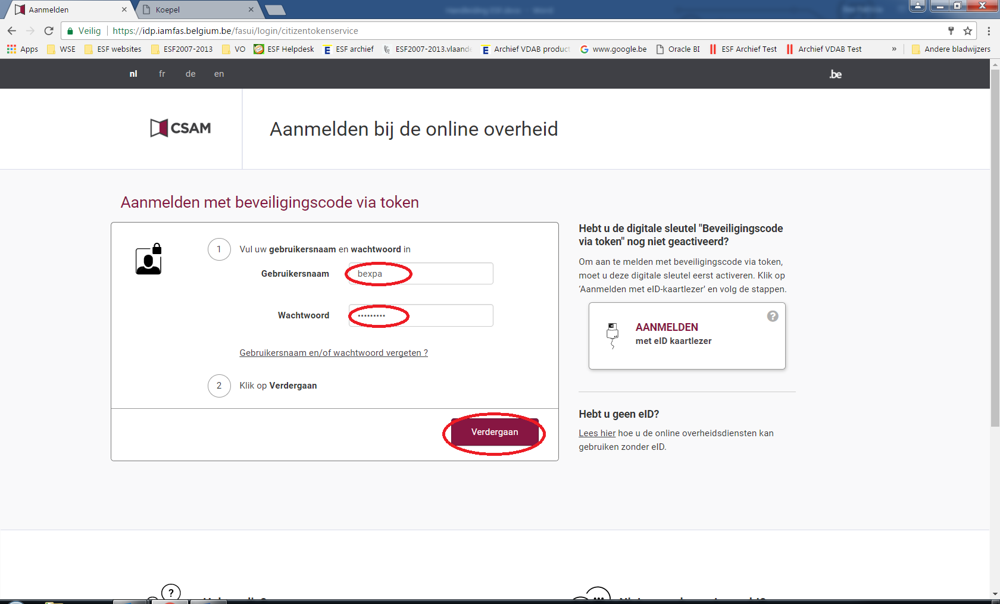 Aanmelden
Koepel
Veilig
https://idp.iamfas.belgium.be/fasui/login/citizentokenservice
Apps
WSE
ESF websites
ESF2007-2013
VO
ESF Helpdesk
ESF archief
ESF2007-2013.vlaande
Archief VDAB product
www.google.be
Oracle BI
ESF Archief Test
Archief VDAB Test
»
Andere bladwijzers
nl
fr
de
en
.be
CSAM
Aanmelden bij de online overheid
Aanmelden met beveiligingscode via token
1
Vul uw gebruikersnaam en wachtwoord in
Gebruikersnaam
bexpa
Wachtwoord
•••••••••
Gebruikersnaam en/of wachtwoord vergeten ?
2
Klik op Verdergaan
Verdergaan
Hebt u de digitale sleutel "Beveiligingscode
via token" nog niet geactiveerd?
Om aan te melden met beveiligingscode via token,
moet u deze digitale sleutel eerst activeren. Klik op
‘Aanmelden met eID-kaartlezer’ en volg de stappen.
?
AANMELDEN
met eID kaartlezer
Hebt u geen eID?
Lees hier hoe u de online overheidsdiensten kan
gebruiken zonder eID.
?